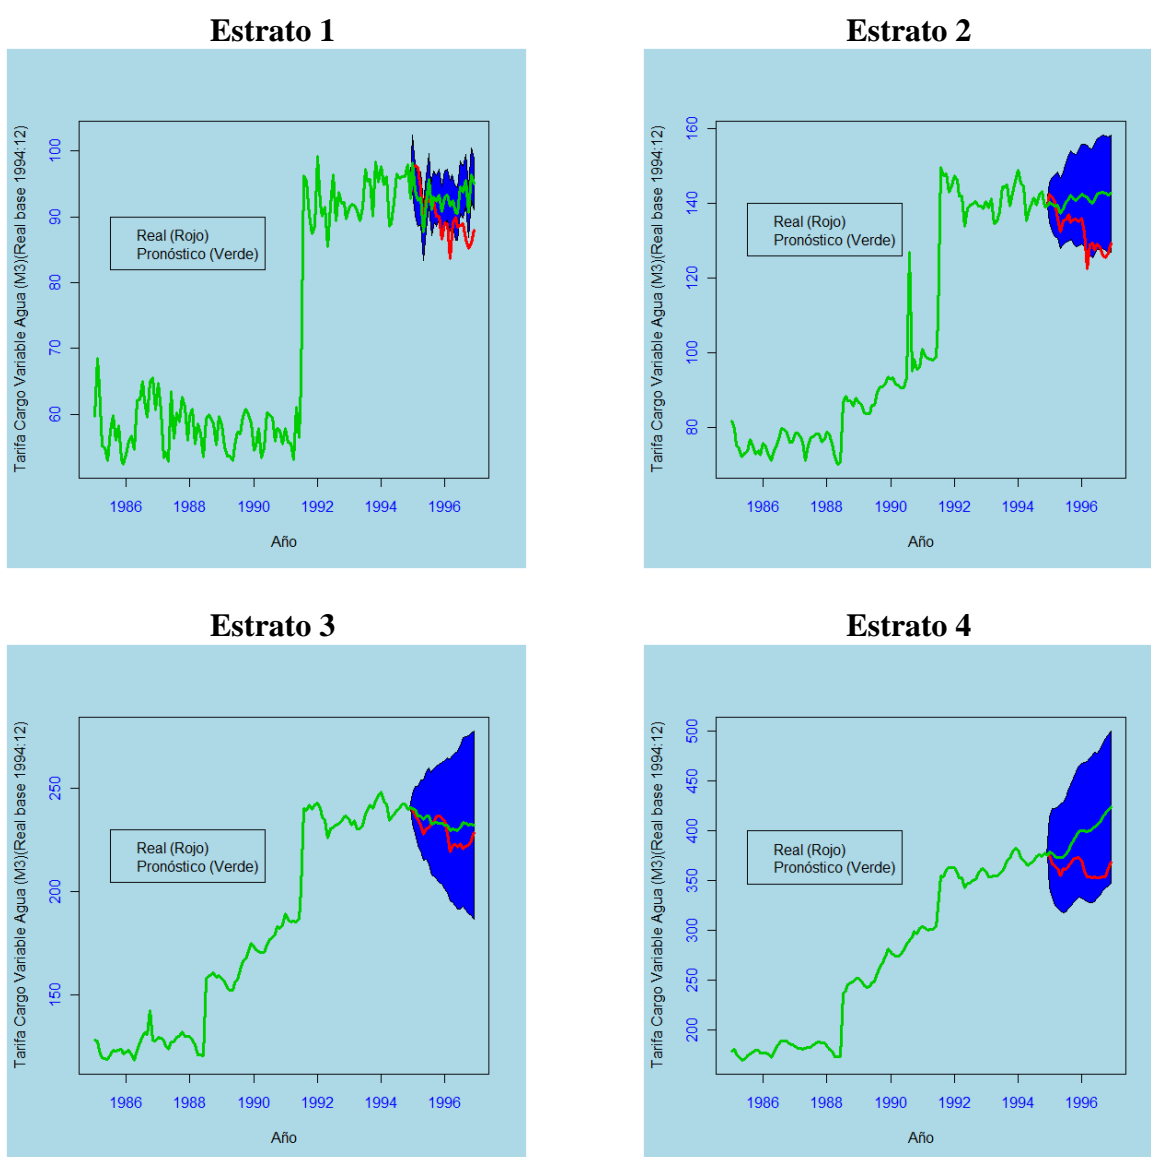 Estrato 1
Tarifa Cargo Variable Agua (M3)(Real base 1994:12)
100
90
80
70
60
Real (Rojo)
Pronóstico (Verde)
1986 1988 1990 1992 1994 1996
Año
Estrato 2
Tarifa Cargo Variable Agua (M3)(Real base 1994:12)
160
140
120
100
80
Real (Rojo)
Pronóstico (Verde)
1986 1988 1990 1992 1994 1996
Año
Estrato 3
Tarifa Cargo Variable Agua (M3)(Real base 1994:12)
250
200
150
Real (Rojo)
Pronóstico (Verde)
1986 1988 1990 1992 1994 1996
Año
Estrato 4
Tarifa Cargo Variable Agua (M3)(Real base 1994:12)
500
450
400
350
300
250
200
Real (Rojo)
Pronóstico (Verde)
1986 1988 1990 1992 1994 1996
Año